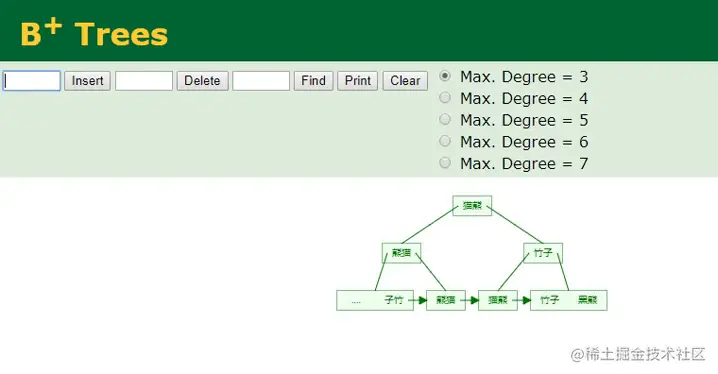 B+ Trees
Insert Delete Find Print Clear
Max. Degree = 3
Max. Degree = 4
Max. Degree = 5
Max. Degree = 6
Max. Degree = 7
猫熊
熊猫 竹子
.... 子竹 熊猫 猫熊 竹子 黑熊
@稀土掘金技术社区